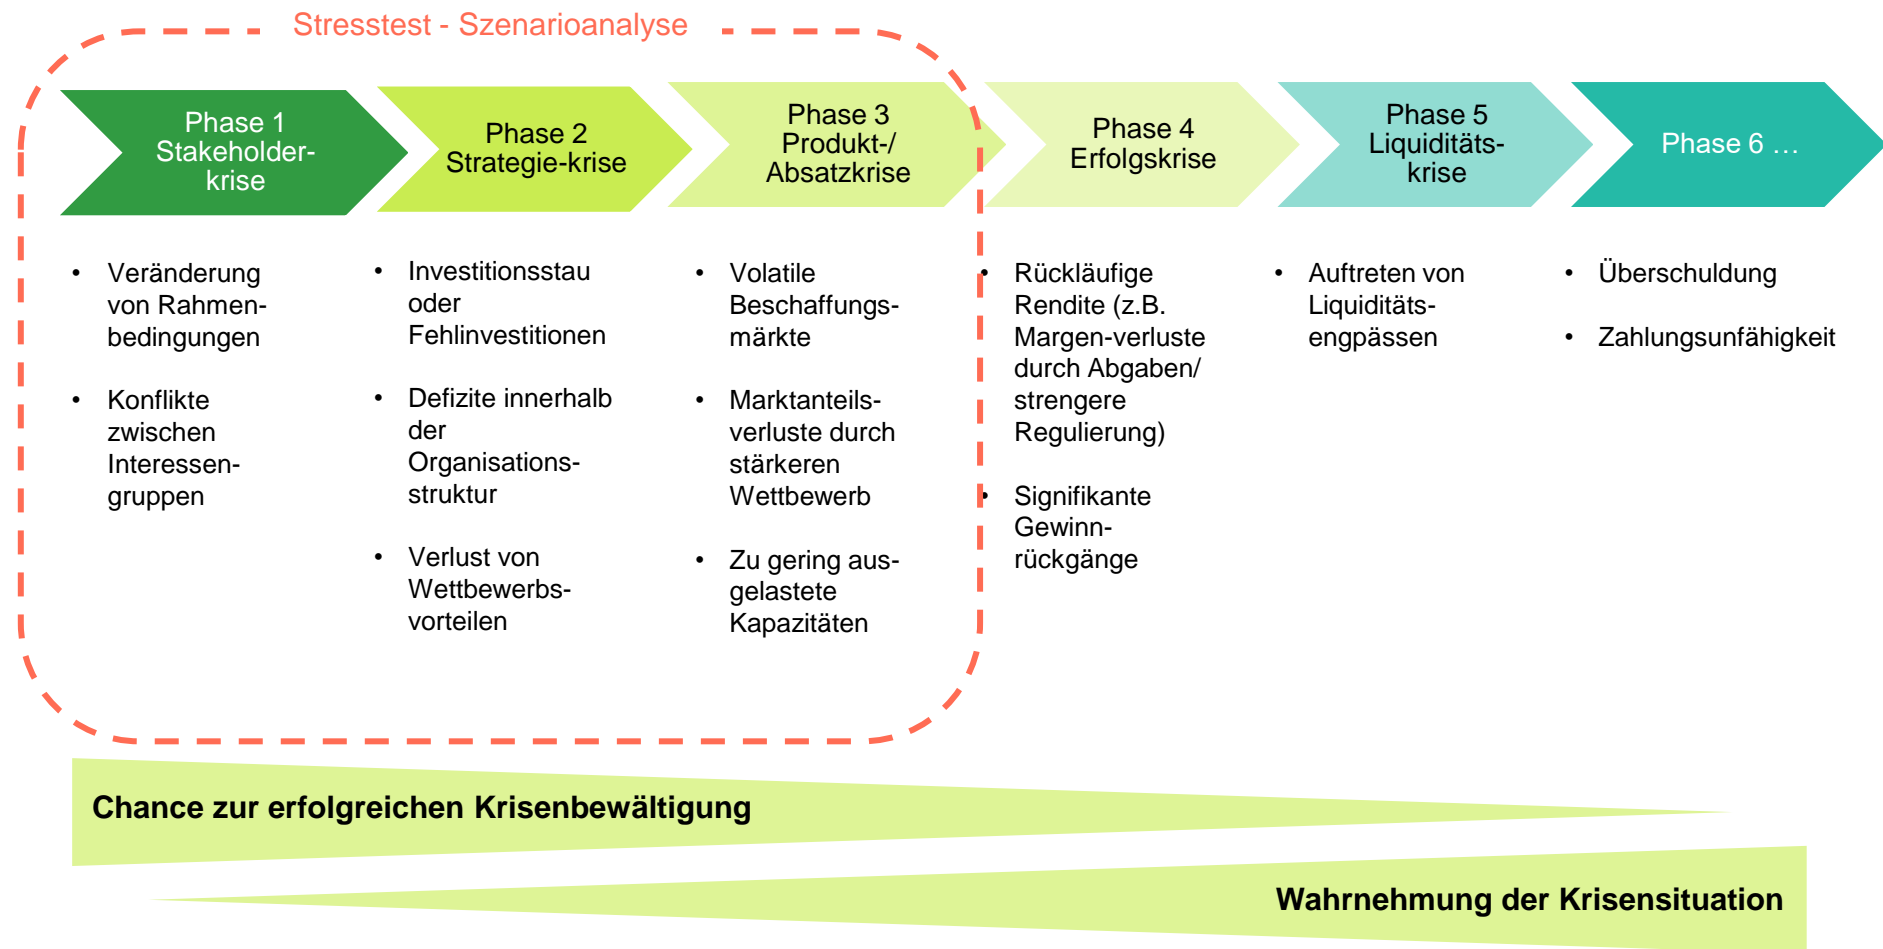 Stresstest - Szenarioanalyse
Phase 1
Stakeholder-
krise
Phase 2
Strategie-krise
Phase 3
Produkt-/
Absatzkrise
Phase 4
Erfolgskrise
Phase 5
Liquiditäts-
krise
Phase 6 …
• Veränderung
von Rahmen-
bedingungen
• Konflikte
zwischen
Interessen-
gruppen
• Investitionsstau
oder
Fehlinvestitionen
• Defizite innerhalb
der
Organisations-
struktur
• Verlust von
Wettbewerbs-
vorteilen
• Volatile
Beschaffungs-
märkte
• Marktanteils-
verluste durch
stärkeren
Wettbewerb
• Zu gering aus-
gelastete
Kapazitäten
• Rückläufige
Rendite (z.B.
Margen-verluste
durch Abgaben/
strengere
Regulierung)
• Signifikante
Gewinn-
rückgänge
• Auftreten von
Liquiditäts-
engpässen
• Überschuldung
• Zahlungsunfähigkeit
Chance zur erfolgreichen Krisenbewältigung
Wahrnehmung der Krisensituation